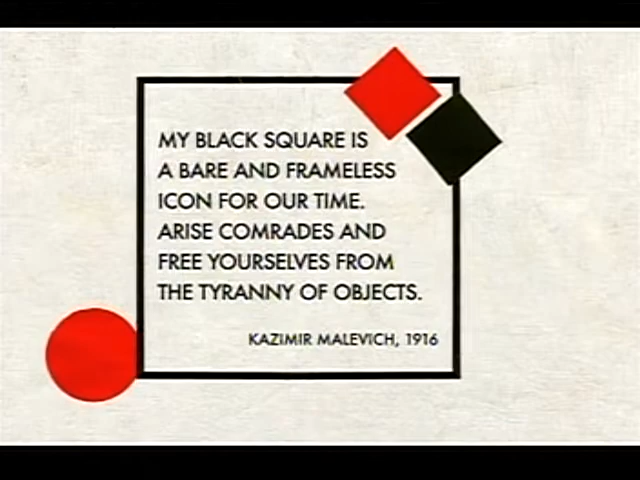 MY BLACK SQUARE IS
A BARE AND FRAMELESS
ICON FOR OUR TIME.
ARISE COMRADES AND
FREE YOURSELVES FROM
THE TYRANNY OF OBJECTS.
KAZIMIR MALEVICH, 1916